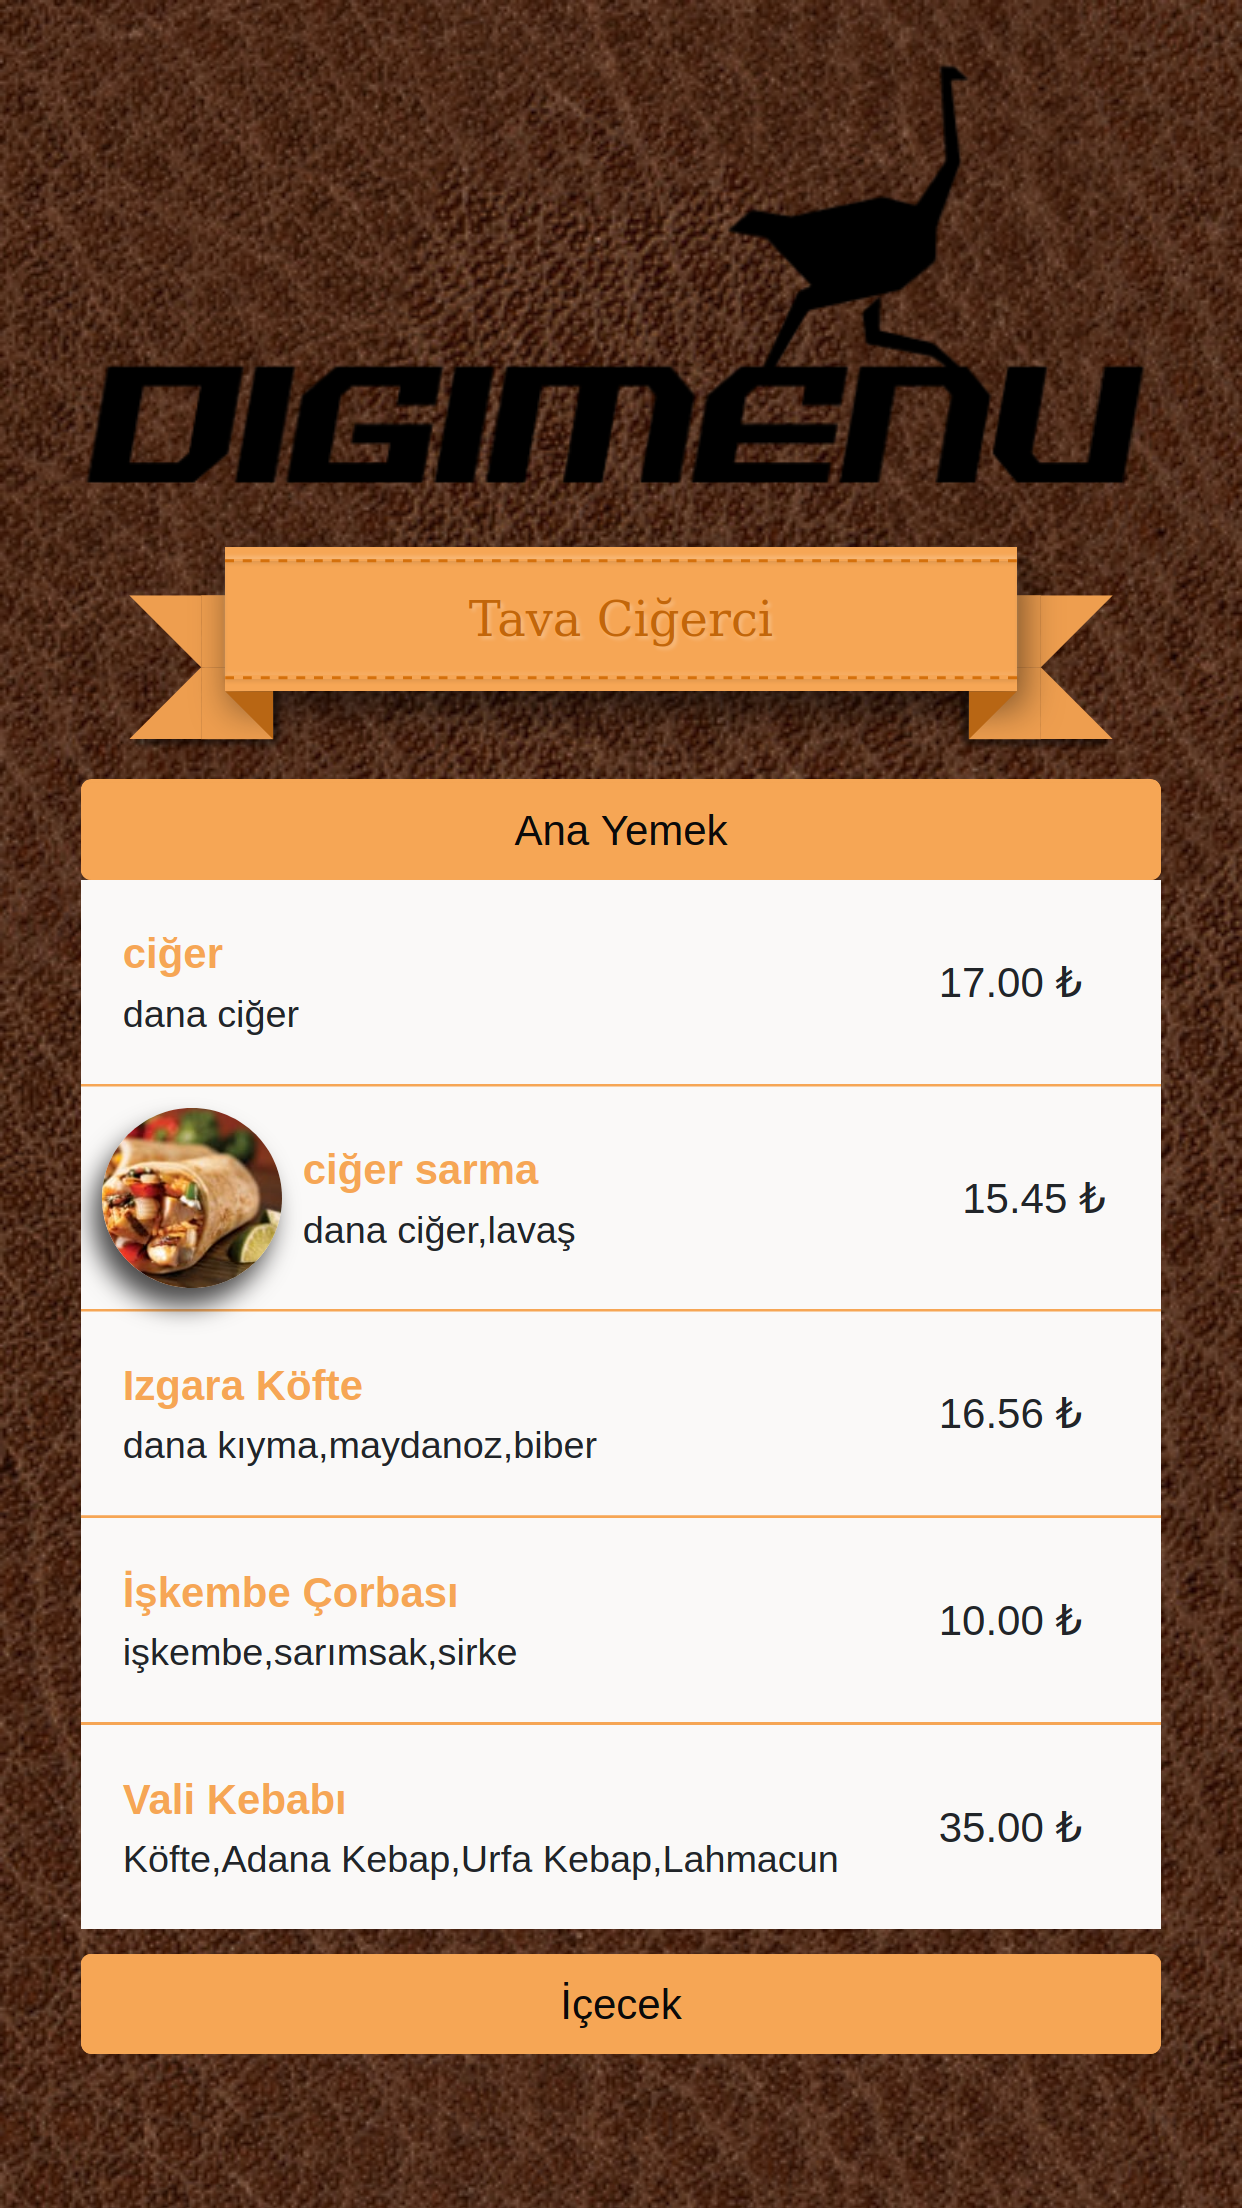 DIGIMENU
Tava Ciğerci
Ana Yemek
ciğer
dana ciğer
17.00 ₺
ciğer sarma
dana ciğer,lavaş
15.45 ₺
Izgara Köfte
dana kıyma,maydanoz,biber
16.56 ₺
İşkembe Çorbası
işkembe,sarımsak,sirke
10.00 ₺
Vali Kebabı
Köfte,Adana Kebap,Urfa Kebap,Lahmacun
35.00 ₺
İçecek